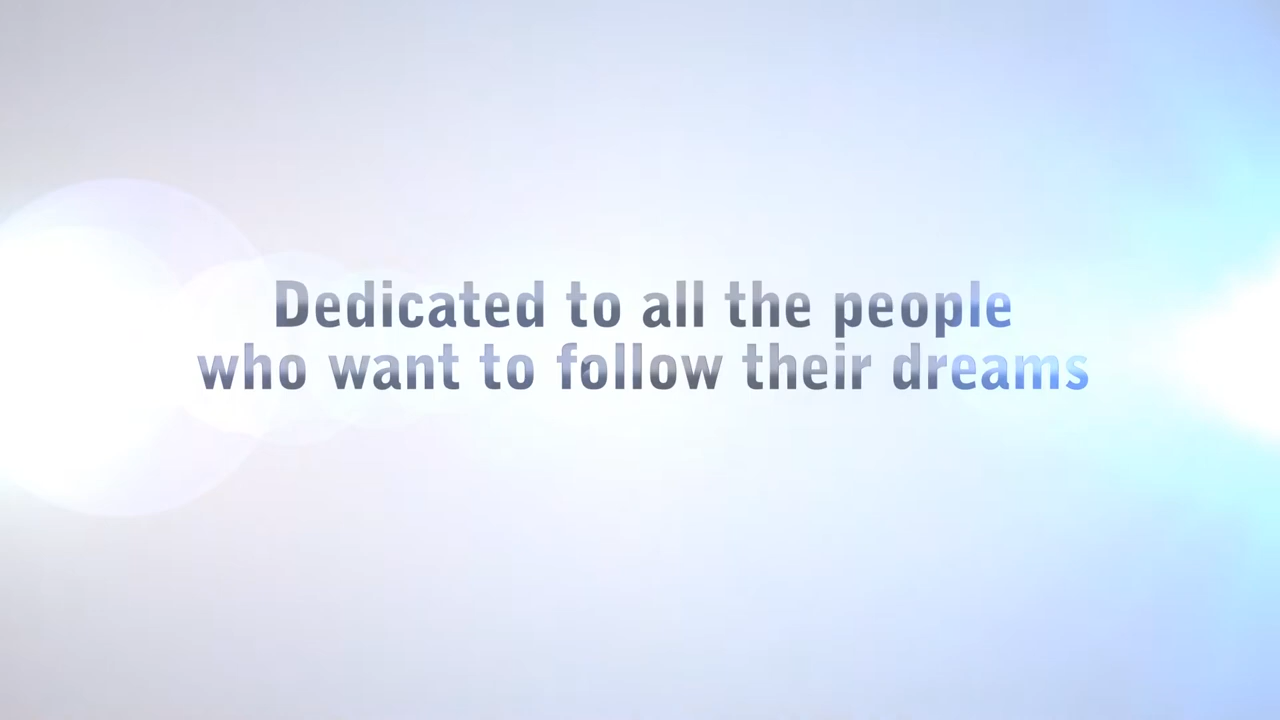 Dedicated to all the people
who want to follow their dreams